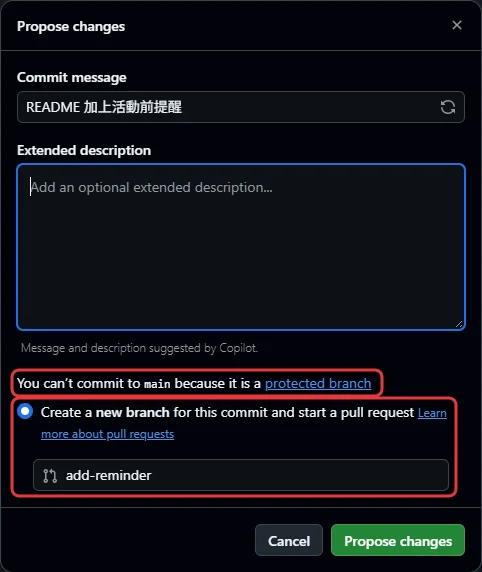 Propose changes
Commit message
README 加上活動前提醒
Extended description
Add an optional extended description...
Message and description suggested by Copilot.
You can't commit to main because it is a protected branch
Create a new branch for this commit and start a pull request Learn
more about pull requests
add-reminder
Cancel
Propose changes